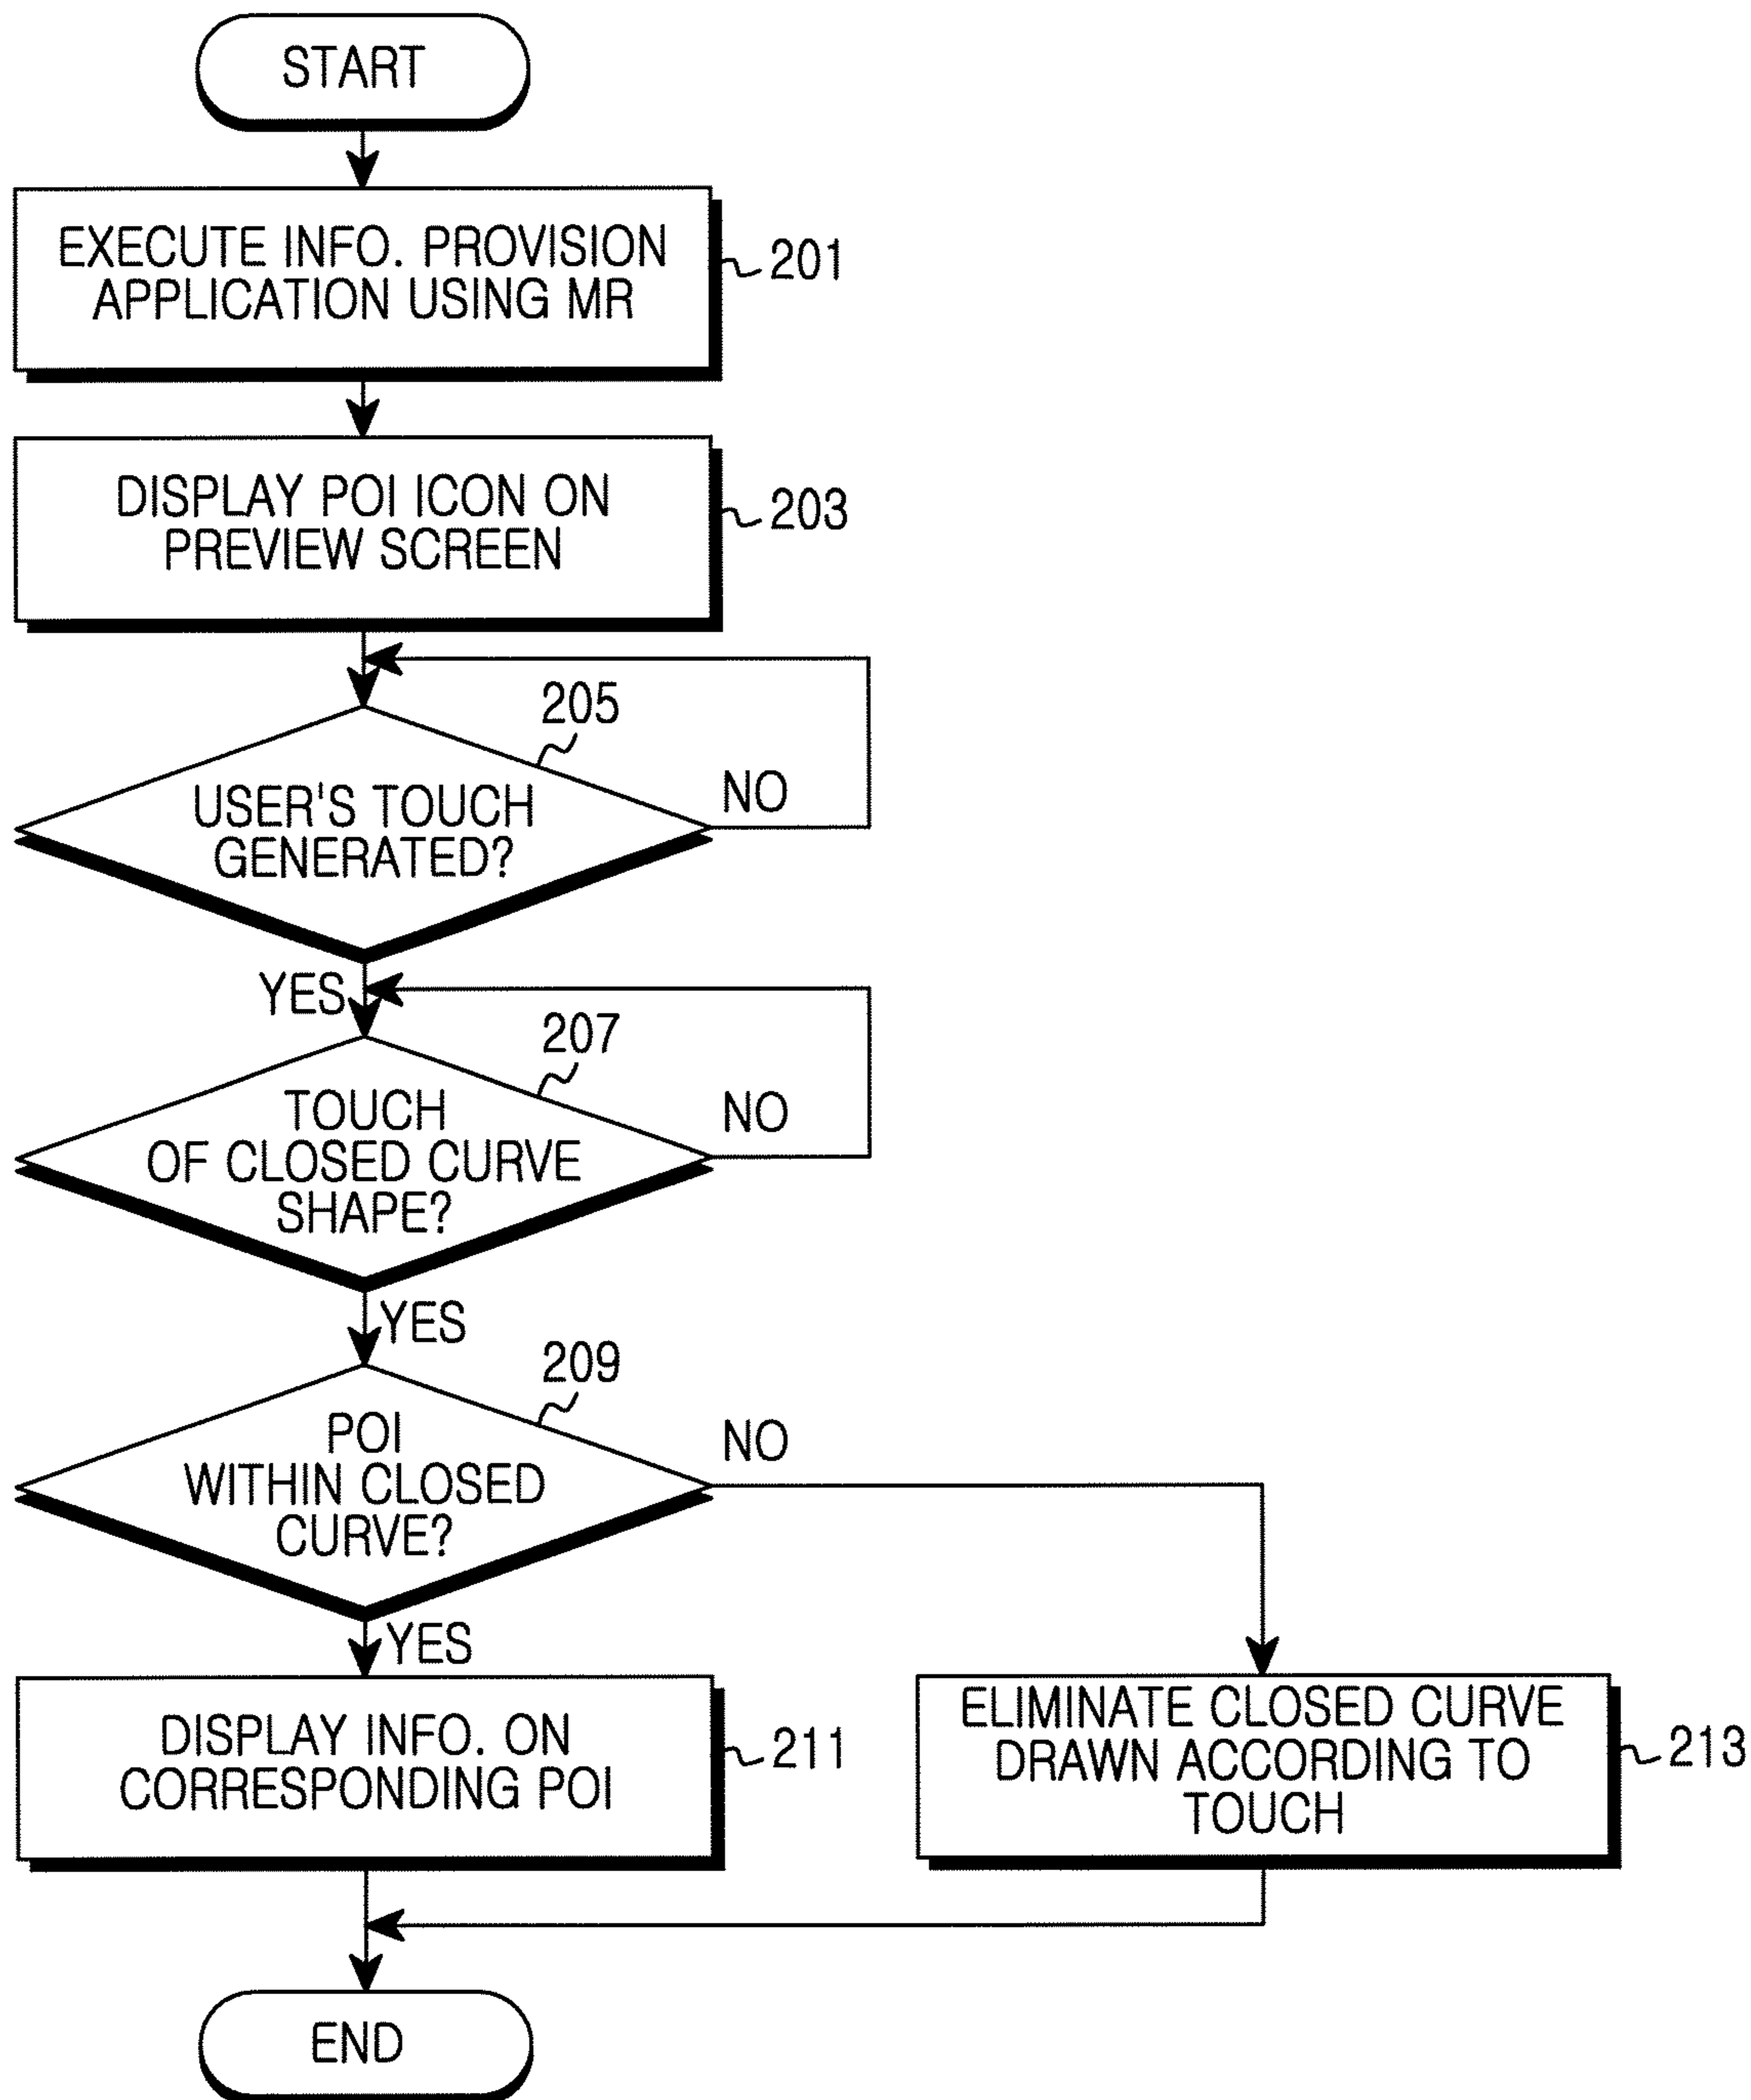 START
EXECUTE INFO. PROVISION
APPLICATION USING MR
201
DISPLAY POI ICON ON
PREVIEW SCREEN
203
205
USER'S TOUCH
GENERATED?
NO
YES
207
TOUCH
OF CLOSED CURVE
SHAPE?
NO
YES
209
POI
WITHIN CLOSED
CURVE?
NO
YES
DISPLAY INFO. ON
CORRESPONDING POI
211
ELIMINATE CLOSED CURVE
DRAWN ACCORDING TO
TOUCH
213
END